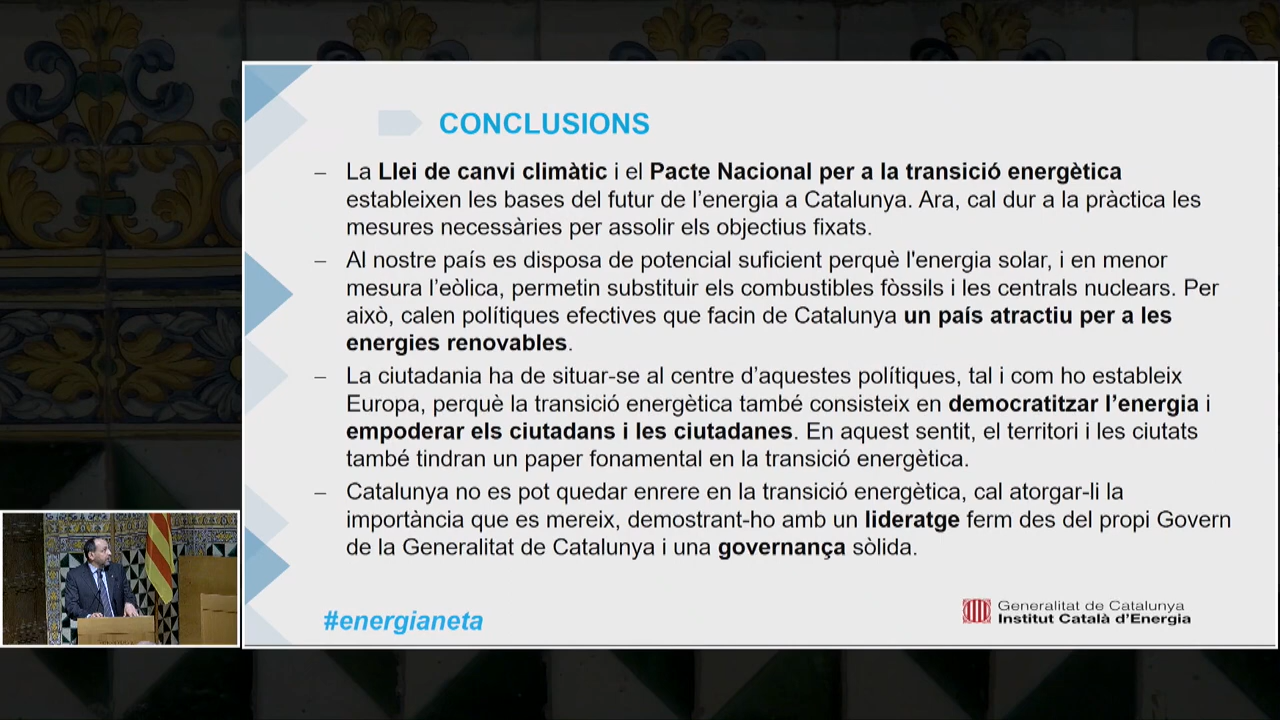 CONCLUSIONS
– La Llei de canvi climàtic i el Pacte Nacional per a la transició energètica
estableixen les bases del futur de l’energia a Catalunya. Ara, cal dur a la pràctica les
mesures necessàries per assolir els objectius fixats.
– Al nostre país es disposa de potencial suficient perquè l'energia solar, i en menor
mesura l’eòlica, permetin substituir els combustibles fòssils i les centrals nuclears. Per
això, calen polítiques efectives que facin de Catalunya un país atractiu per a les
energies renovables.
– La ciutadania ha de situar-se al centre d’aquestes polítiques, tal i com ho estableix
Europa, perquè la transició energètica també consisteix en democratitzar l’energia i
empoderar els ciutadans i les ciutadanes. En aquest sentit, el territori i les ciutats
també tindran un paper fonamental en la transició energètica.
– Catalunya no es pot quedar enrere en la transició energètica, cal atorgar-li la
importància que es mereix, demostrant-ho amb un lideratge ferm des del propi Govern
de la Generalitat de Catalunya i una governança sòlida.
#energianeta
Generalitat de Catalunya
Institut Català d’Energia